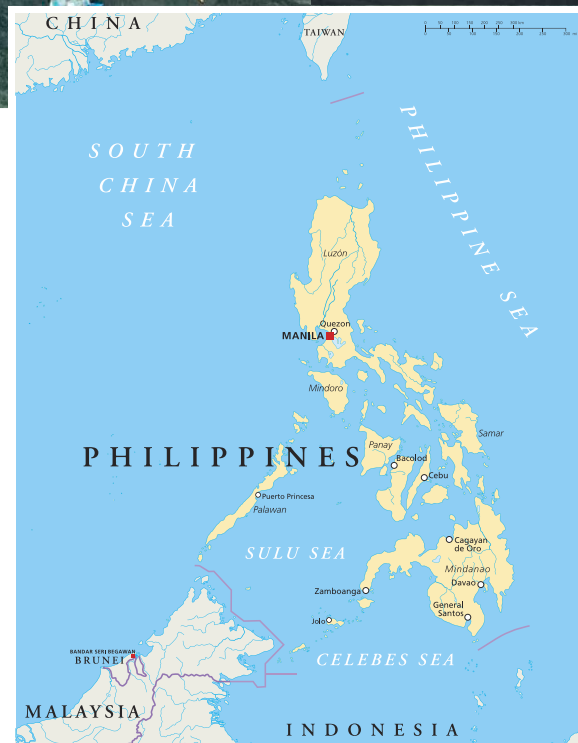 CHINA
TAIWAN
SOUTH
CHINA
SEA
PHILIPPINE SEA
Luzón
Quezon
MANILA
Mindoro
Samar
PHILIPPINES
Panay
Bacolod
Cebu
Puerto Princesa
Palawan
SULU SEA
Cagayan
de Oro
Mindanao
Davao
Zamboanga
General
Santos
Jolo
CELEBES SEA
BANDAR SERI BEGAWAN
BRUNEI
MALAYSIA
INDONESIA